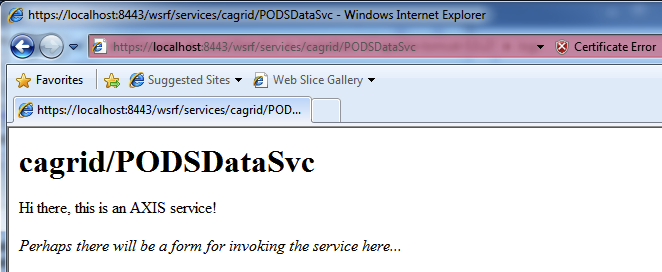 https://localhost:8443/wsrf/services/cagrid/PODSDataSvc - Windows Internet Explorer
https://localhost:8443/wsrf/services/cagrid/PODSDataSvc Certificate Error
Favorites Suggested Sites Web Slice Gallery
https://localhost:8443/wsrf/services/cagrid/POD...
cagrid/PODSDataSvc
Hi there, this is an AXIS service!
Perhaps there will be a form for invoking the service here...